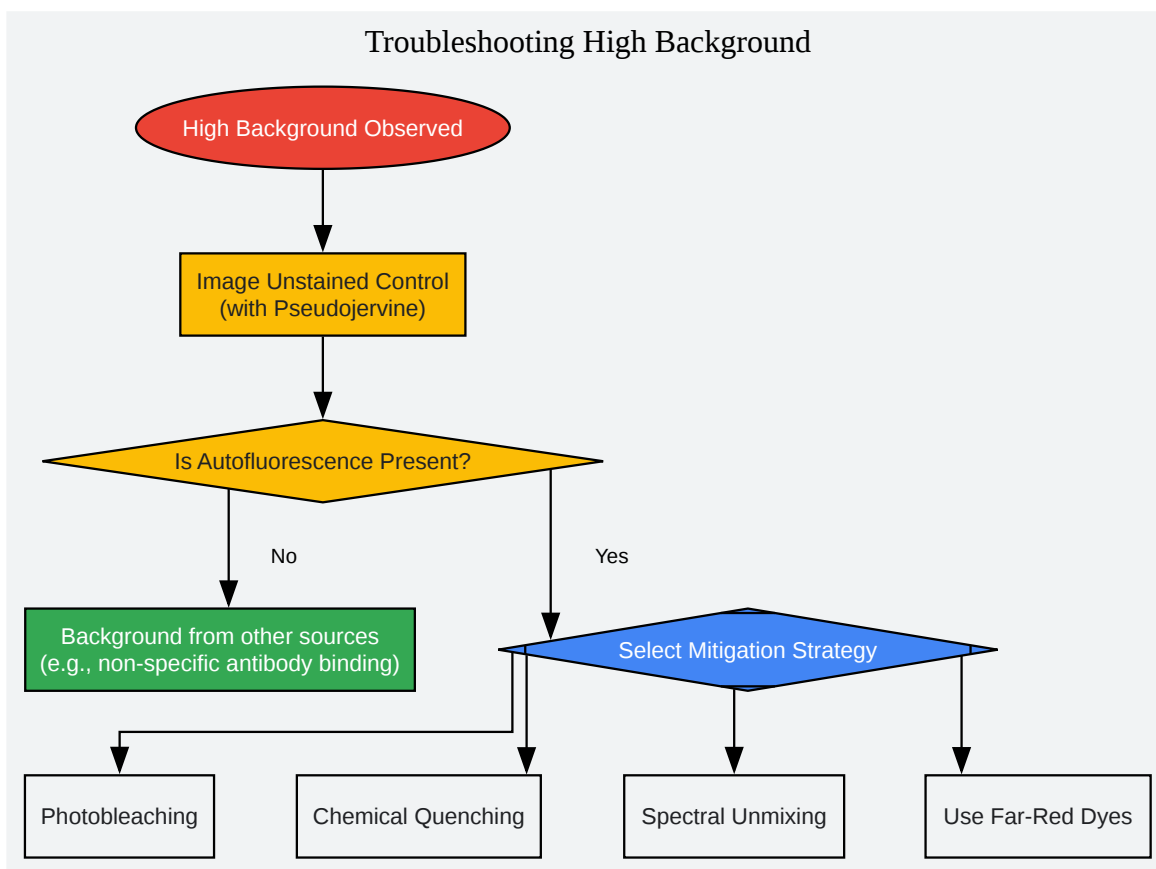 Troubleshooting High Background
High Background Observed
Image Unstained Control
(with Pseudojervine)
Is Autofluorescence Present?
No
Yes
Background from other sources
(e.g., non-specific antibody binding)
Select Mitigation Strategy
Photobleaching
Chemical Quenching
Spectral Unmixing
Use Far-Red Dyes